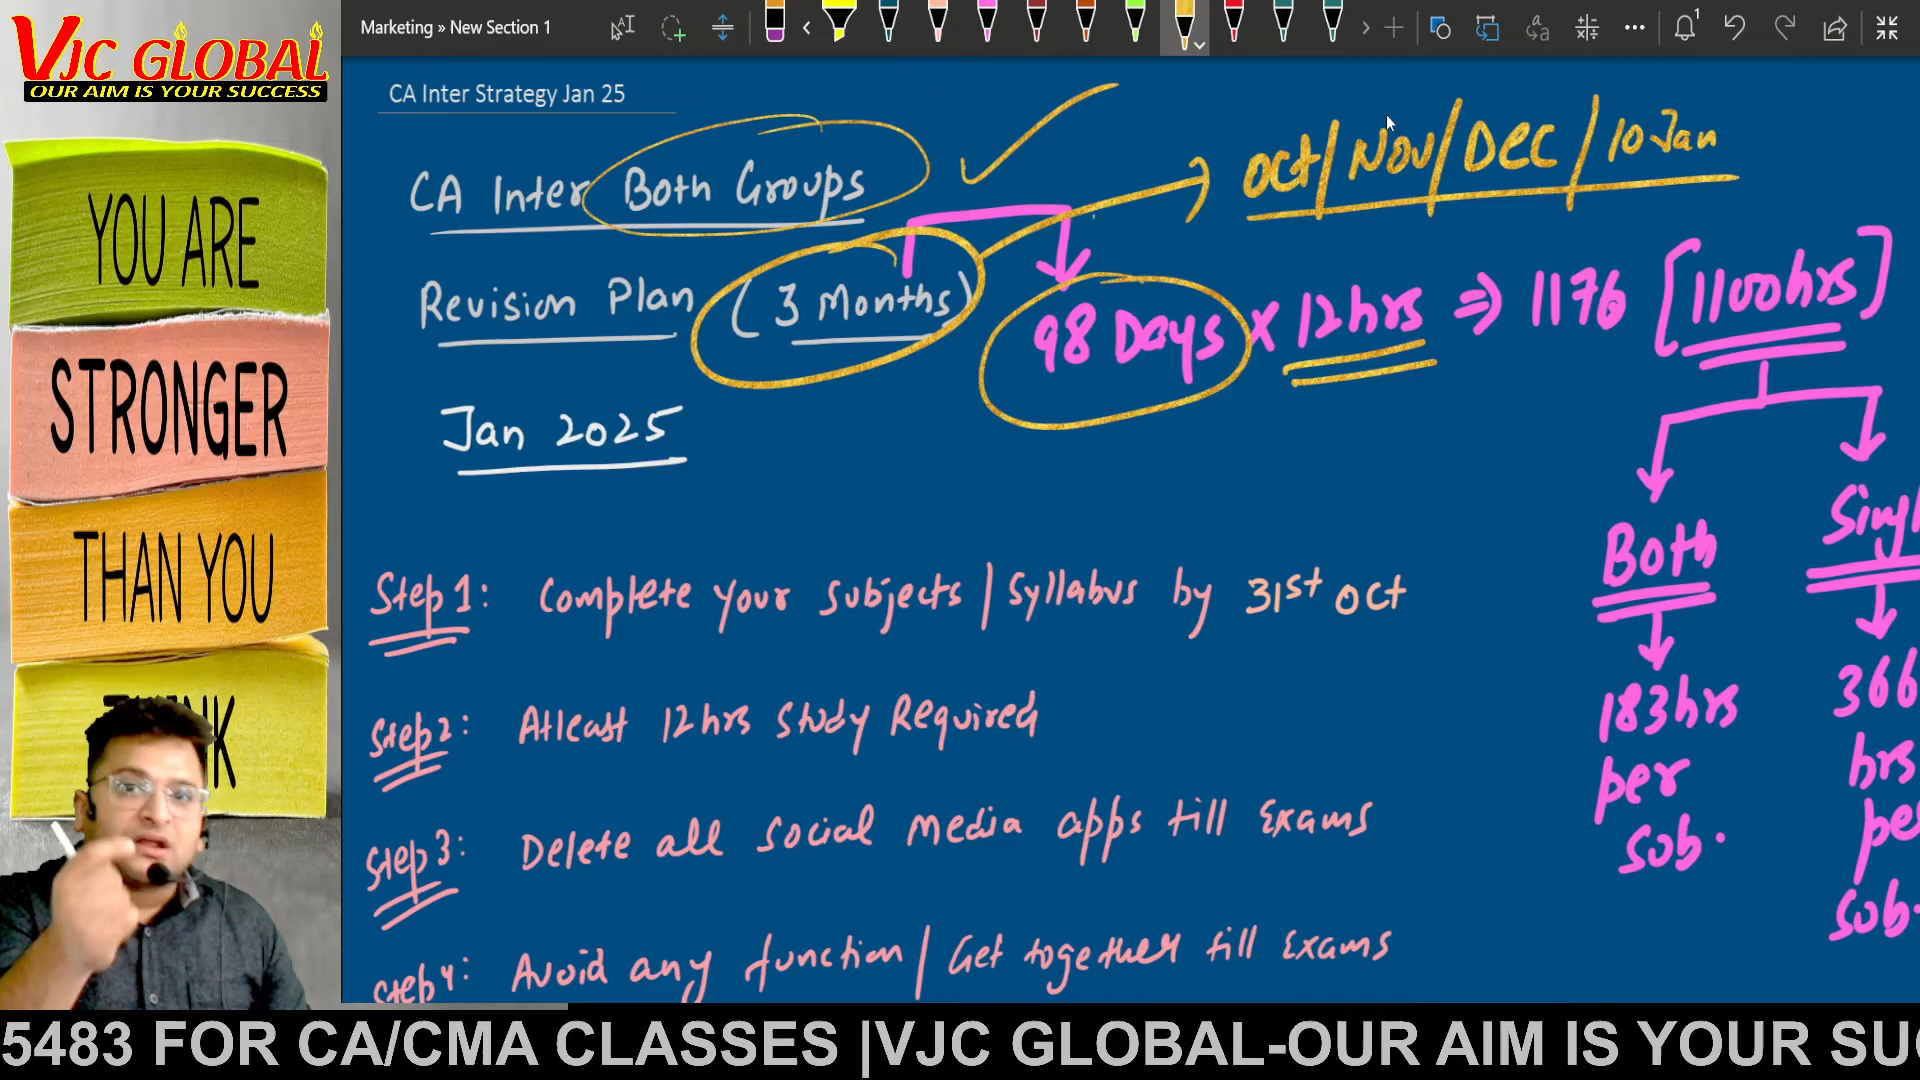 VJC GLOBAL
OUR AIM IS YOUR SUCCESS
YOU ARE
STRONGER
THAN YOU
Marketing » New Section 1
CA Inter Strategy Jan 25
CA Inter Both Groups
Oct/Nov/Dec/10 Jan
Revision Plan (3 Months)
98 Days x 12hrs ⇒ 1176 [1100hrs]
Jan 2025
Both
183hrs
per
sub.
366
hrs
sub.
Step 1: Complete your subjects/syllabus by 31st Oct
Step 2: Atleast 12hrs study Required
Step 3: Delete all social media apps till Exams
Step 4: Avoid any function/Get together till Exams
5483 FOR CA/CMA CLASSES |VJC GLOBAL-OUR AIM IS YOUR SU